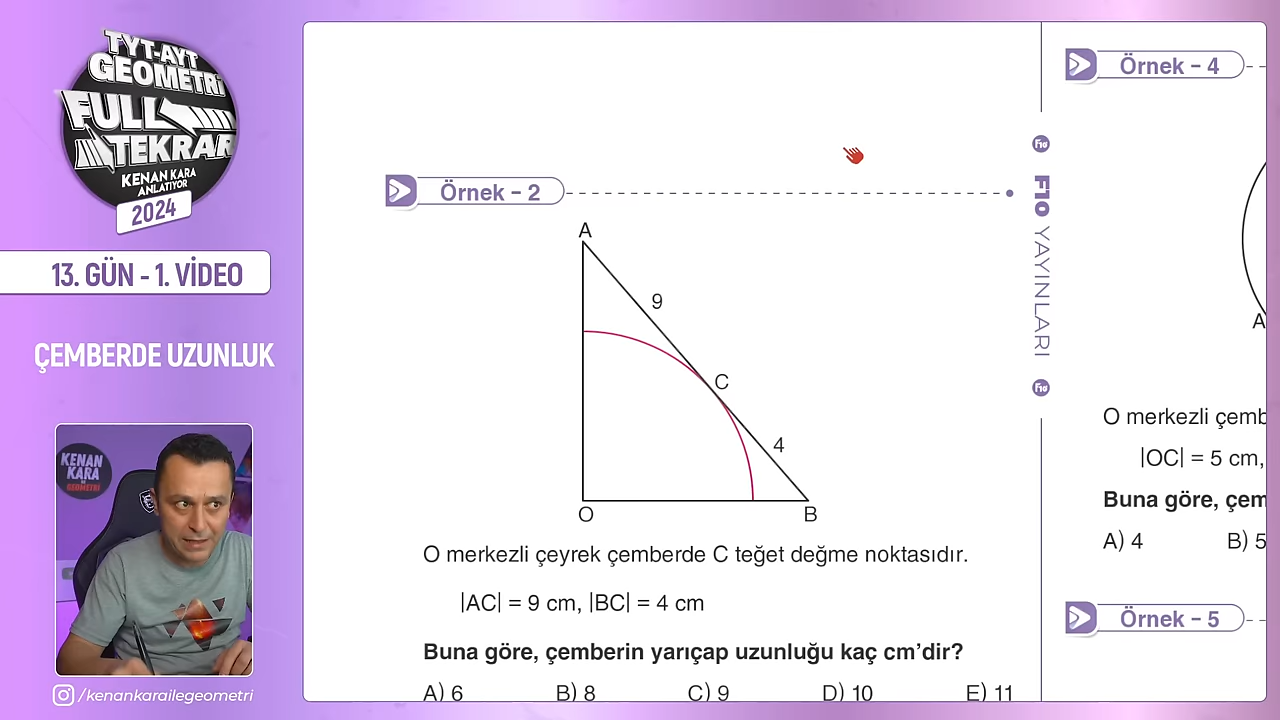 TYT-AYT
GEOMETRİ
FULL
TEKRAR
KENAN KARA
ANLATIYOR
2024
13. GÜN - 1. VİDEO
ÇEMBERDE UZUNLUK
KENAN
KARA
İLE
GEOMETRİ
/kenankarailegeometri
Örnek – 2
A
9
C
4
O
B
O merkezli çeyrek çemberde C teğet değme noktasıdır.
|AC| = 9 cm, |BC| = 4 cm
Buna göre, çemberin yarıçap uzunluğu kaç cm'dir?
A) 6 B) 8 C) 9 D) 10 E) 11
F10
F10 YAYINLARI
F10
Örnek – 4
A
O merkezli çemb
|OC| = 5 cm,
Buna göre, çem
A) 4 B) 5
Örnek – 5